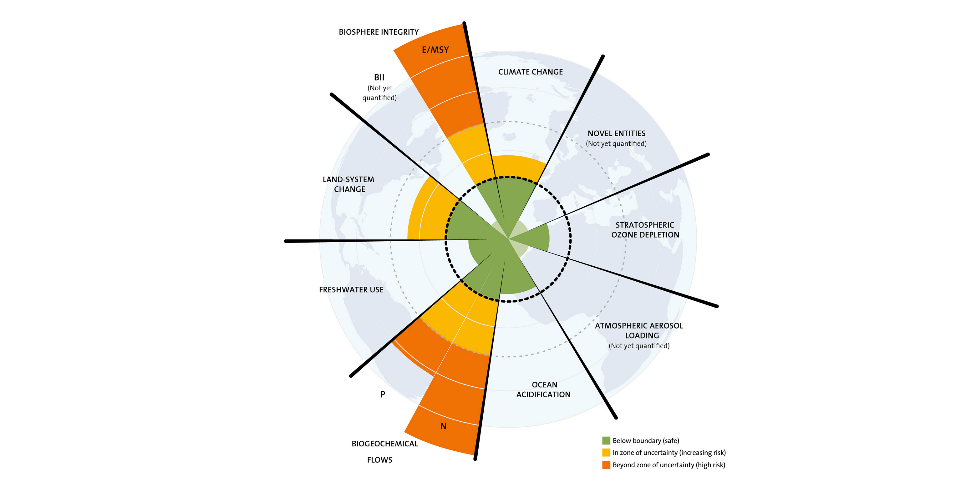 BIOSPHERE INTEGRITY
E/MSY
BII
(Not yet
quantified)
CLIMATE CHANGE
NOVEL ENTITIES
(Not yet quantified)
LAND-SYSTEM
CHANGE
STRATOSPHERIC
OZONE DEPLETION
FRESHWATER USE
ATMOSPHERIC AEROSOL
LOADING
(Not yet quantified)
OCEAN
ACIDIFICATION
P
N
BIOGEOCHEMICAL
FLOWS
Below boundary (safe)
In zone of uncertainty (increasing risk)
Beyond zone of uncertainty (high risk)